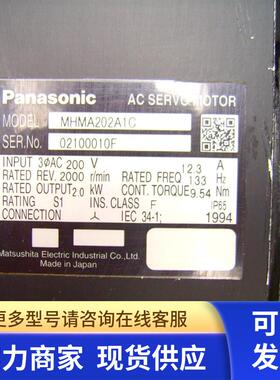 Panasonic AC SERVO MOTOR
MODEL MHMA202A1C
SER.No. 02100010F
INPUT 3ØAC 200 V 12.3 A
RATED REV. 2000 r/min RATED FREQ 133 Hz
RATED OUTPUT 2.0 kW CONT. TORQUE 9.54 Nm
RATING S1 INS.CLASS F IP65
CONNECTION IEC 34-1; 1994
Matsushita Electric Industrial Co., Ltd.
Made in Japan
更多型号请咨询在线客服
力商家 现货供应